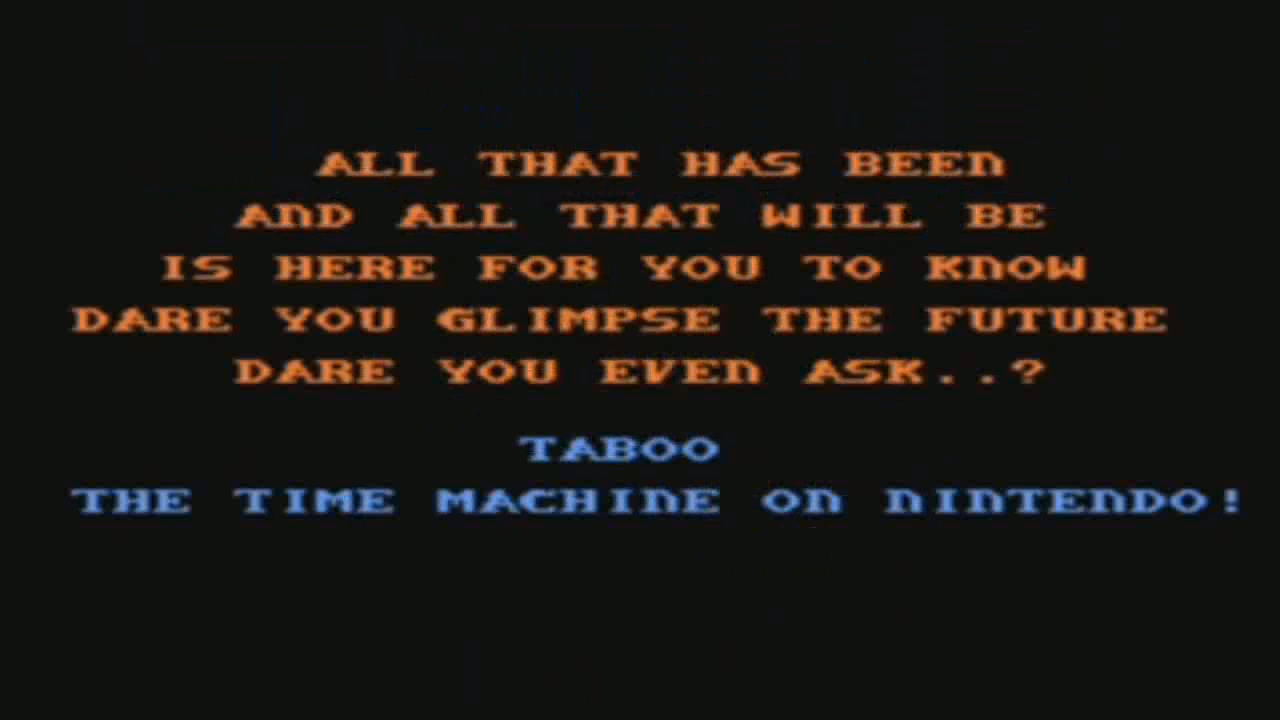 ALL THAT HAS BEEN
AND ALL THAT WILL BE
IS HERE FOR YOU TO KNOW
DARE YOU GLIMPSE THE FUTURE
DARE YOU EVEN ASK..?
TABOO
THE TIME MACHINE ON NINTENDO!